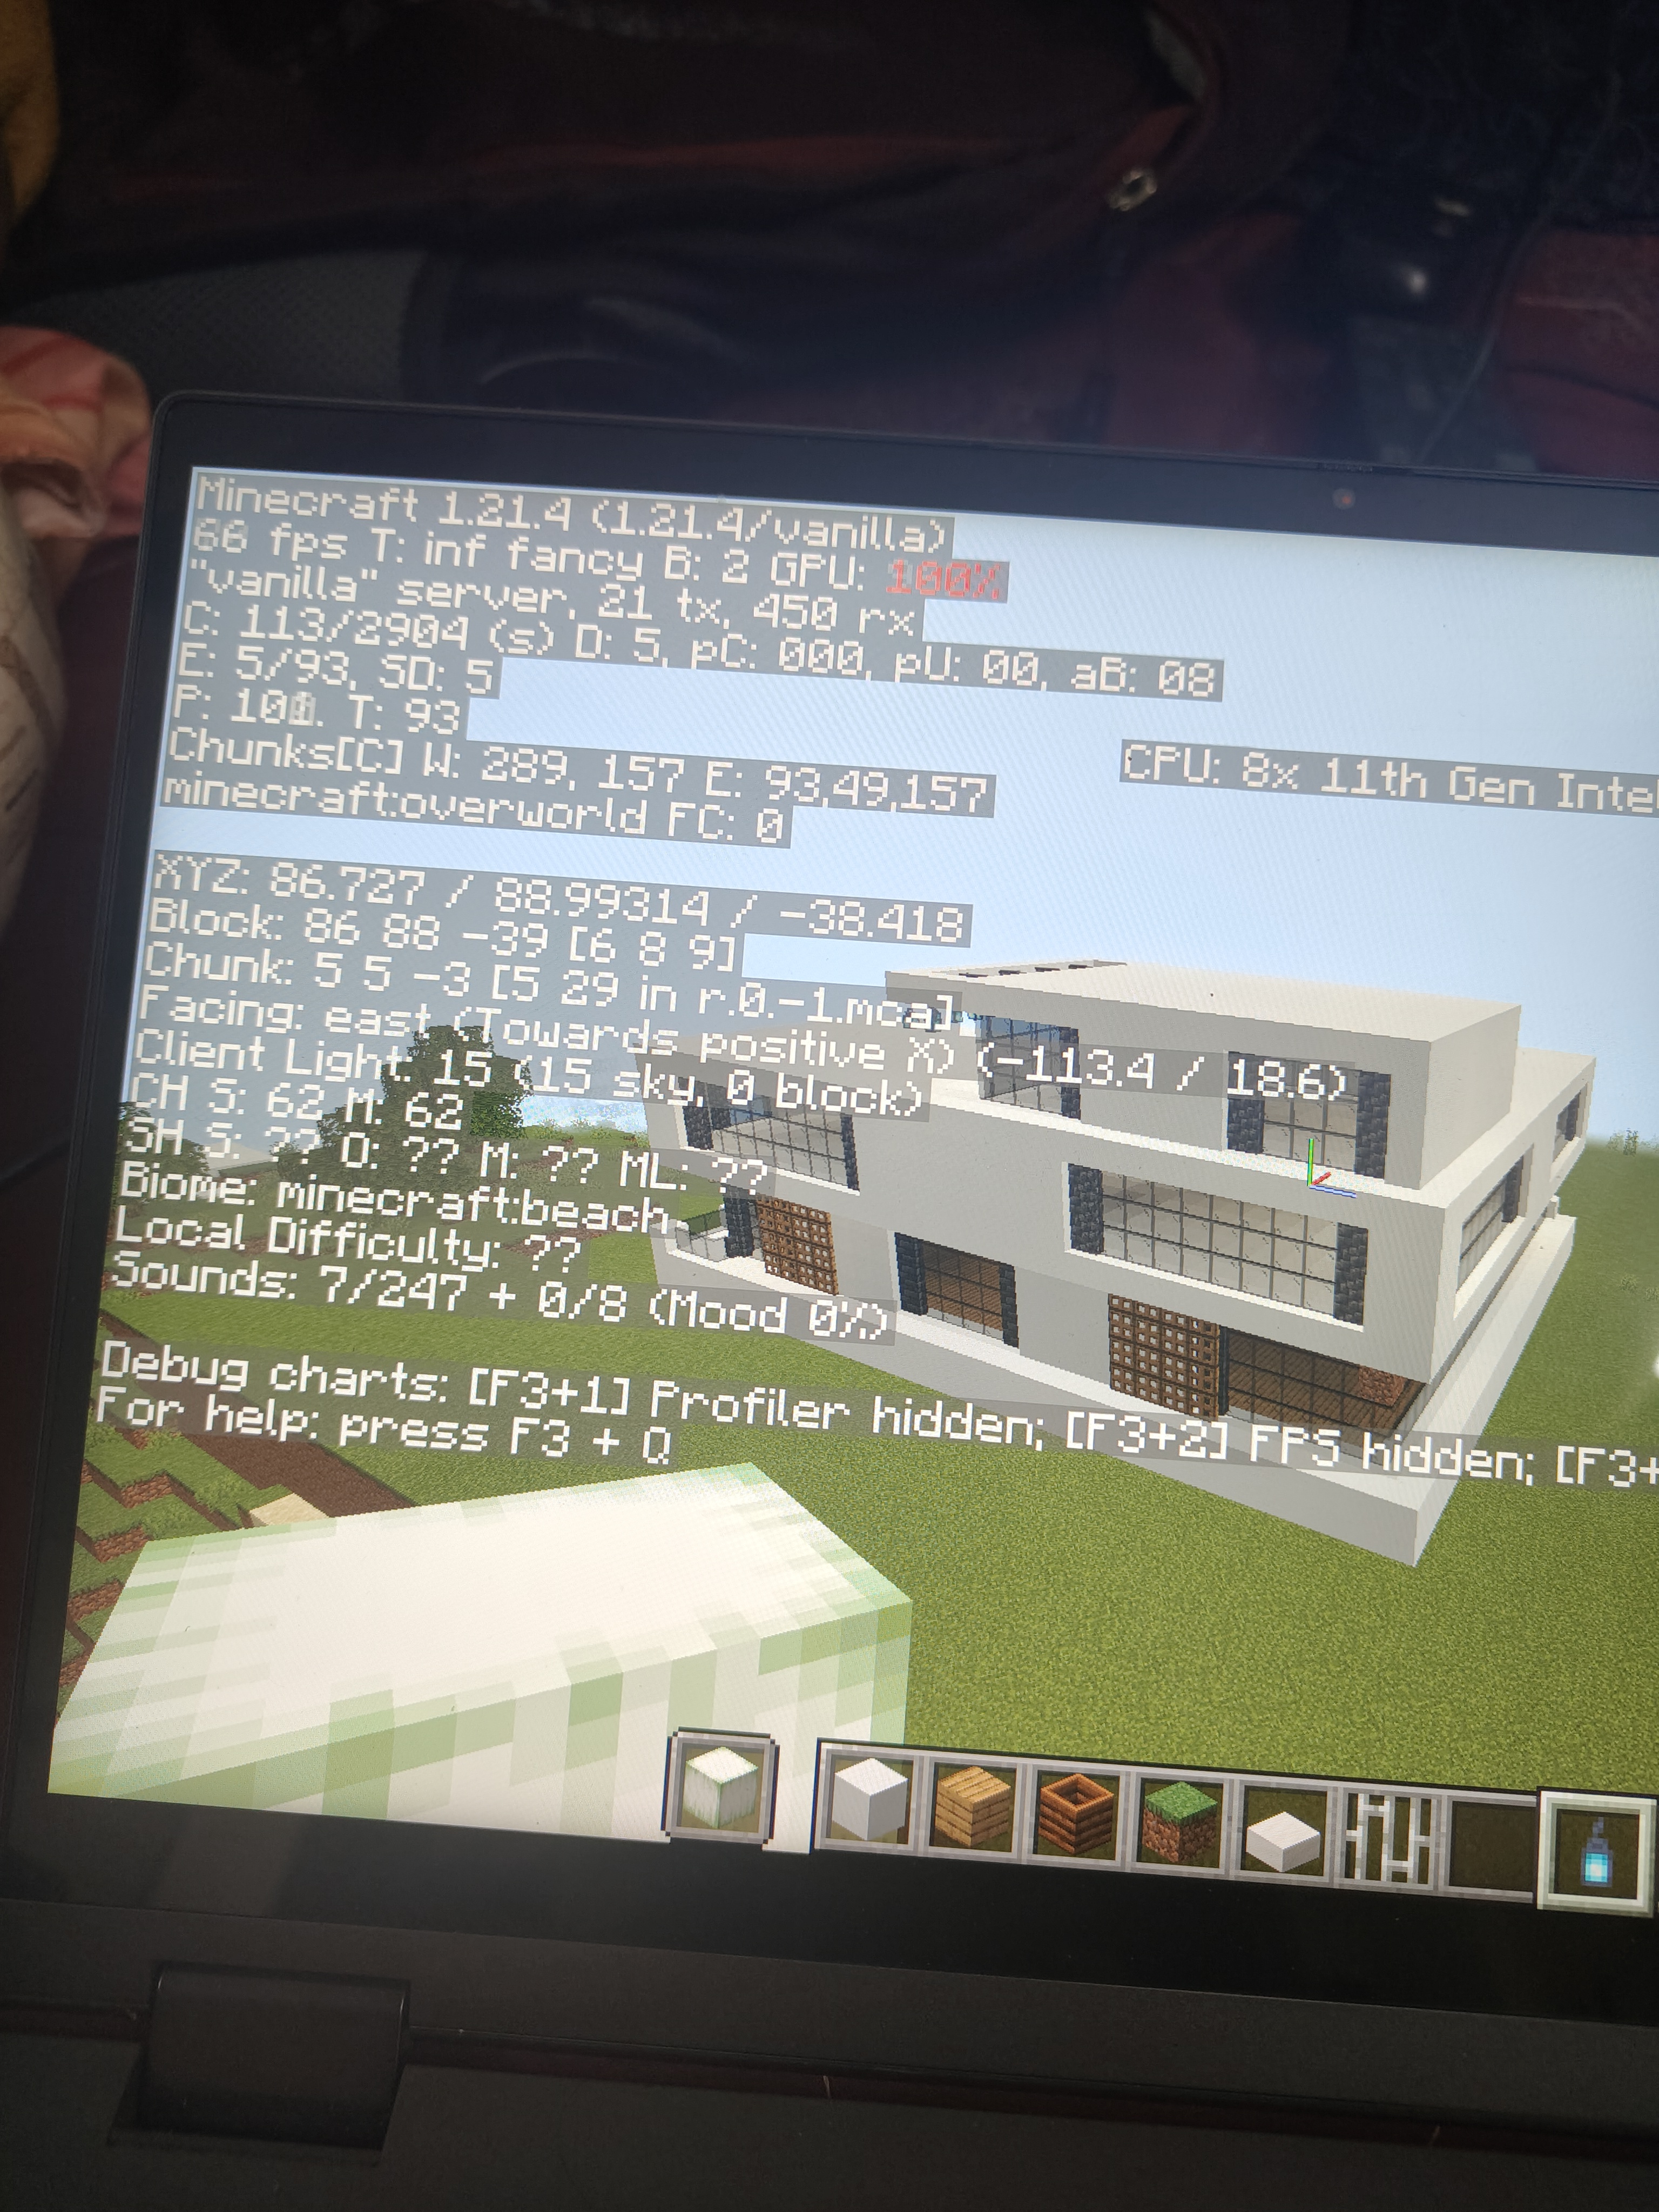 Minecraft 1.21.4 (1.21.4/vanilla)
fps T: inf fancy B: 2 GPU: 100%
"vanilla" server, 21 tx, 450 rx
C: 113/2904 (s) D: 5, pC: 000, pU: 00, aB: 08
E: 5/93, SD: 5
P: T: 93
Chunks[C] W: 289, 157 E: 93,49,157
minecraft:overworld FC: 0
CPU: 8x 11th Gen Inte
XYZ: 86.727 / 88.99314 / -38.418
Block: 86 88 -39 [6 8 9]
Chunk: 5 5 -3 [5 29 in r.0.-1.mca]
Facing: east (Towards positive X) (-113.4 / 18.6)
Client Light: 15 (15 sky, 0 block)
CH S: 62 M: 62
SH S: ?? O: ?? M: ?? ML: ??
Biome: minecraft:beach
Local Difficulty: ??
Sounds: 7/247 + 0/8 (Mood 0%)
Debug charts: [F3+1] Profiler hidden; [F3+2] FPS hidden; [F3+
For help: press F3 + Q